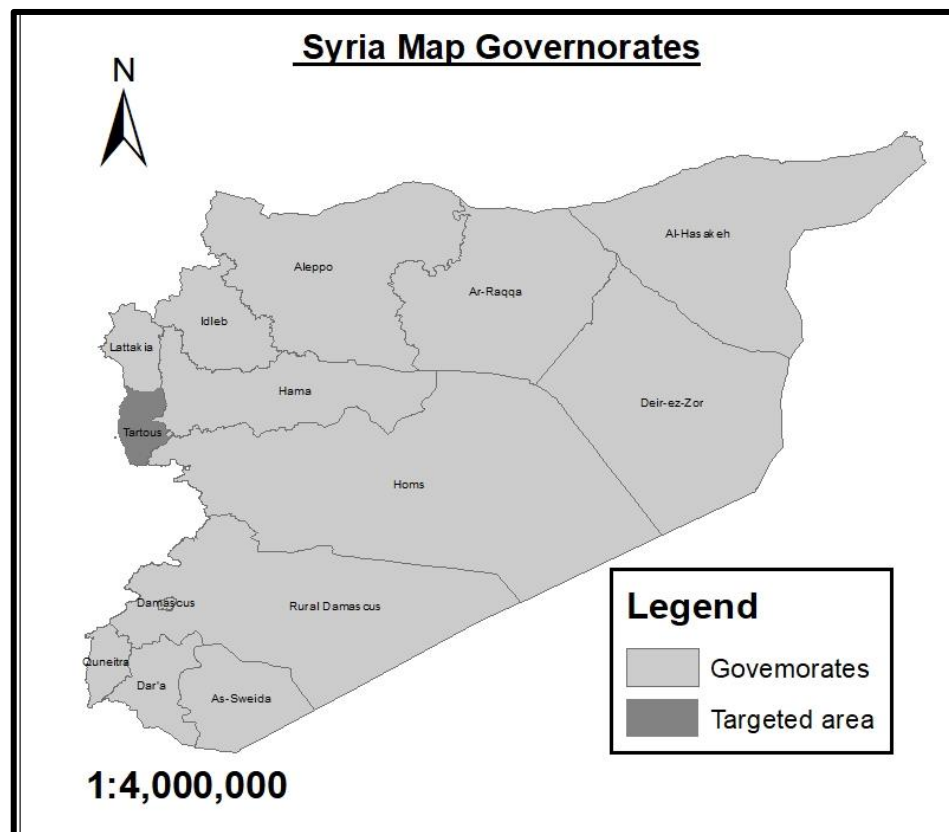 Syria Map Governorates
N
Al-Hasakeh
Aleppo
Ar-Raqqa
Idleb
Lattakia
Hama
Deir-ez-Zor
Tartous
Homs
Damascus
Rural Damascus
Quneitra
Dar'a
As-Sweida
Legend
Governorates
Targeted area
1:4,000,000